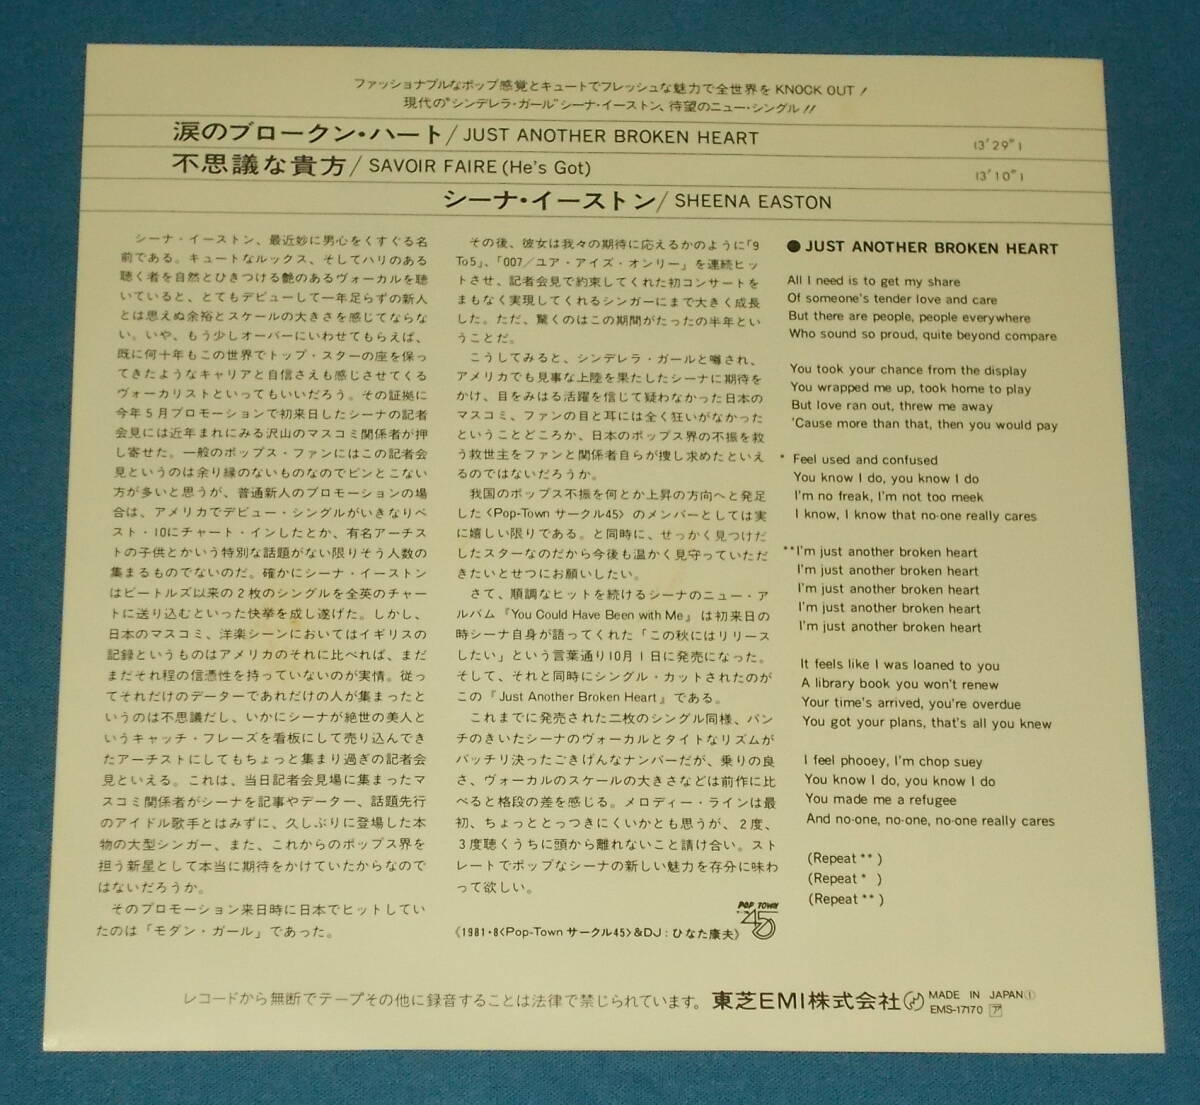 ファッショナブルなポップ感覚とキュートでフレッシュな魅力で全世界をKNOCK OUT!
現代の"シンデレラ・ガール"シーナ・イーストン、待望のニュー・シングル!!
涙のブロークン・ハート/JUST ANOTHER BROKEN HEART (3'29")
不思議な貴方/SAVOIR FAIRE (He's Got) (3'10")
シーナ・イーストン/SHEENA EASTON
シーナ・イーストン、最近妙に男心をくすぐる名
前である。キュートなルックス、そしてハリのある
聴く者を自然とひきつける艶のあるヴォーカルを聴
いていると、とてもデビューして一年足らずの新人
とは思えぬ余裕とスケールの大きさを感じてならな
い。いや、もう少しオーバーにいわせてもらえば、
既に何十年もこの世界でトップ・スターの座を保っ
てきたようなキャリアと自信さえも感じさせてくる
ヴォーカリストといってもいいだろう。その証拠に
今年5月プロモーションで初来日したシーナの記者
会見には近年まれにみる沢山のマスコミ関係者が押
し寄せた。一般のポップス・ファンにはこの記者会
見というのは余り縁のないものなのでピンとこない
方が多いと思うが、普通新人のプロモーションの場
合は、アメリカでデビュー・シングルがいきなりベ
スト・10にチャート・インしたとか、有名アーチス
トの子供とかいう特別な話題がない限りそう人数の
集まるものでないのだ。確かにシーナ・イーストン
はビートルズ以来の2枚のシングルを全英のチャー
トに送り込むといった快挙を成し遂げた。しかし、
日本のマスコミ、洋楽シーンにおいてはイギリスの
記録というものはアメリカのそれに比べれば、まだ
まだそれ程の信憑性を持っていないのが実情。従っ
てそれだけのデーターであれだけの人が集まったと
いうのは不思議だし、いかにシーナが絶世の美人と
いうキャッチ・フレーズを看板にして売り込んできた
たアーチストにしてもちょっと集まり過ぎの記者会
見といえる。これは、当日記者会見場に集まったマ
スコミ関係者がシーナを記事やデーター、話題先行
のアイドル歌手とはみずに、久しぶりに登場した本
物の大型シンガー、また、これからのポップス界を
担う新星として本当に期待をかけていたからなので
はないだろうか。
そのプロモーション来日時に日本でヒットしてい
たのは「モダン・ガール」であった。
その後、彼女は我々の期待に応えるかのように「9
To5」、「007/ユア・アイズ・オンリー」を連続ヒッ
トさせ、記者会見で約束してくれた初コンサートを
まもなく実現してくれるシンガーにまで大きく成長
した。ただ、驚くのはこの期間がたったの半年とい
うことだ。
こうしてみると、シンデレラ・ガールと噂され、
アメリカでも見事な上陸を果たしたシーナに期待を
かけ、目をみはる活躍を信じて疑わなかった日本の
マスコミ、ファンの目と耳には全く狂いがなかった
ということどころか、日本のポップス界の不振を救
う救世主をファンと関係者自らが捜し求めたといえ
るのではないだろうか。
我国のポップス不振を何とか上昇の方向へと発足
した〈Pop-Townサークル45〉のメンバーとしては実
に嬉しい限りである。と同時に、せっかく見つけだ
したスターなのだから今後も温かく見守っていただ
きたいとせつにお願いしたい。
さて、順調なヒットを続けるシーナのニュー・ア
ルバム『You Could Have Been with Me』は初来日の
時シーナ自身が語ってくれた「この秋にはリリース
したい」という言葉通り10月1日に発売になった。
そして、それと同時にシングル・カットされたのが
この『Just Another Broken Heart』である。
これまでに発売された二枚のシングル同様、パン
チのきいたシーナのヴォーカルとタイトなリズムが
バッチリ決ったごきげんなナンバーだが、乗りの良
さ、ヴォーカルのスケールの大きさなどは前作に比
べると格段の差を感じる。メロディー・ラインは最
初、ちょっととっつきにくいかとも思うが、2度、
3度聴くうちに頭から離れないこと請け合い。スト
レートでポップなシーナの新しい魅力を存分に味わ
って欲しい。
POP TOWN
45
《1981・8〈Pop-Townサークル45〉&DJ:ひなた康夫》
●JUST ANOTHER BROKEN HEART
All I need is to get my share
Of someone's tender love and care
But there are people, people everywhere
Who sound so proud, quite beyond compare
You took your chance from the display
You wrapped me up, took home to play
But love ran out, threw me away
'Cause more than that, then you would pay
* Feel used and confused
You know I do, you know I do
I'm no freak, I'm not too meek
I know, I know that no-one really cares
**I'm just another broken heart
I'm just another broken heart
I'm just another broken heart
I'm just another broken heart
I'm just another broken heart
It feels like I was loaned to you
A library book you won't renew
Your time's arrived, you're overdue
You got your plans, that's all you knew
I feel phooey, I'm chop suey
You know I do, you know I do
You made me a refugee
And no-one, no-one, no-one really cares
(Repeat **)
(Repeat * )
(Repeat **)
レコードから無断でテープその他に録音することは法律で禁じられています。東芝EMI株式会社 MADE IN JAPAN①
EMS-17170 ア